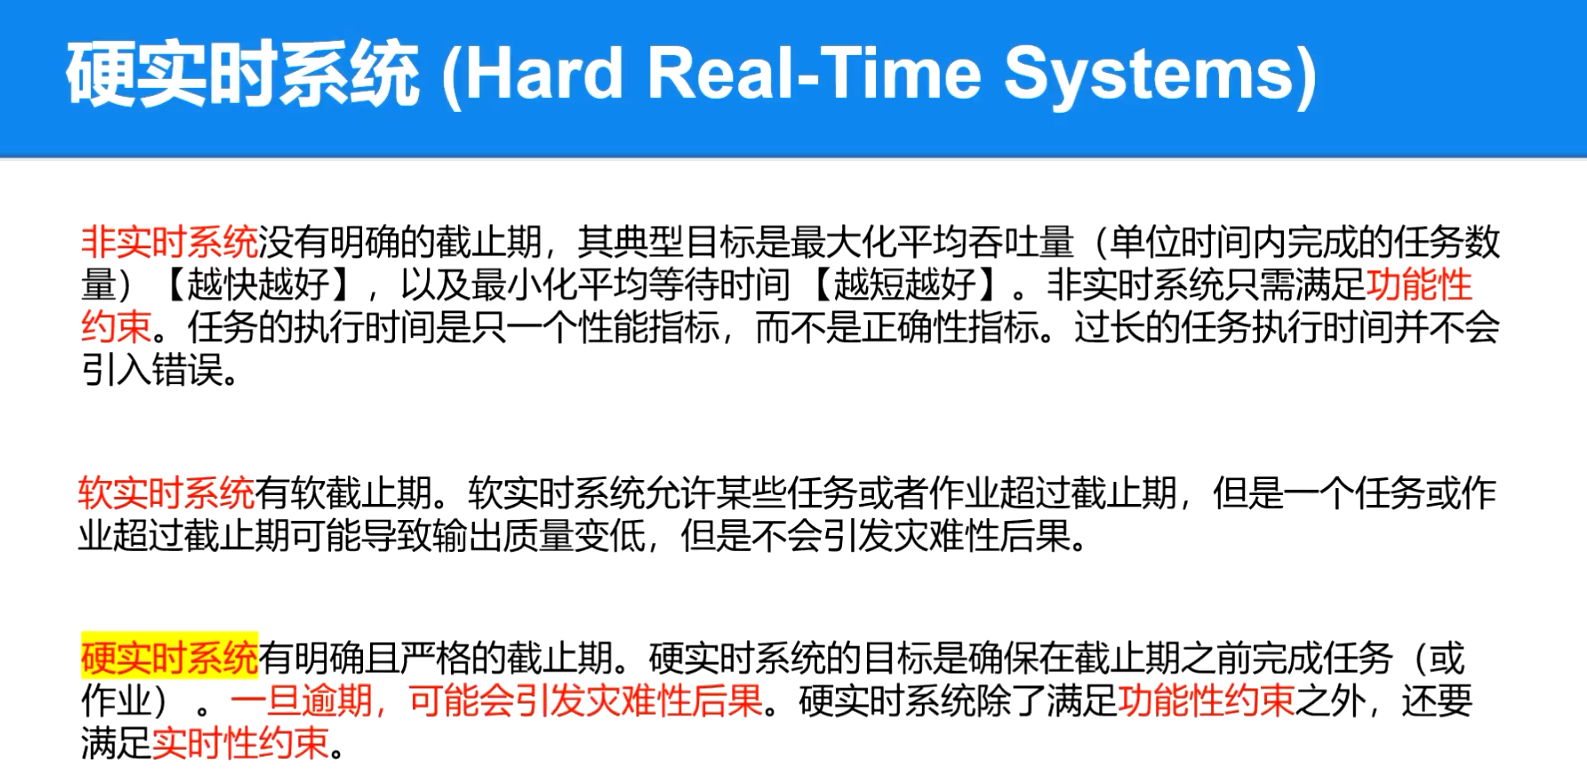 硬实时系统 (Hard Real-Time Systems)
非实时系统没有明确的截止期，其典型目标是最大化平均吞吐量（单位时间内完成的任务数
量）【越快越好】，以及最小化平均等待时间 【越短越好】。非实时系统只需满足功能性
约束。任务的执行时间是只一个性能指标，而不是正确性指标。过长的任务执行时间并不会
引入错误。
软实时系统有软截止期。软实时系统允许某些任务或者作业超过截止期，但是一个任务或作
业超过截止期可能导致输出质量变低，但是不会引发灾难性后果。
硬实时系统有明确且严格的截止期。硬实时系统的目标是确保在截止期之前完成任务（或
作业） 。一旦逾期，可能会引发灾难性后果。硬实时系统除了满足功能性约束之外，还要
满足实时性约束。